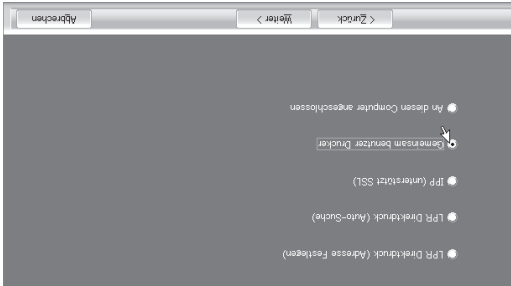 LPR Direktdruck (Adresse Festlegen)
LPR Direktdruck (Auto-Suche)
IPP (unterstützt SSL)
Gemeinsam benutzer Drucker
An diesen Computer angeschlossen
< Zurück
Weiter >
Abbrechen